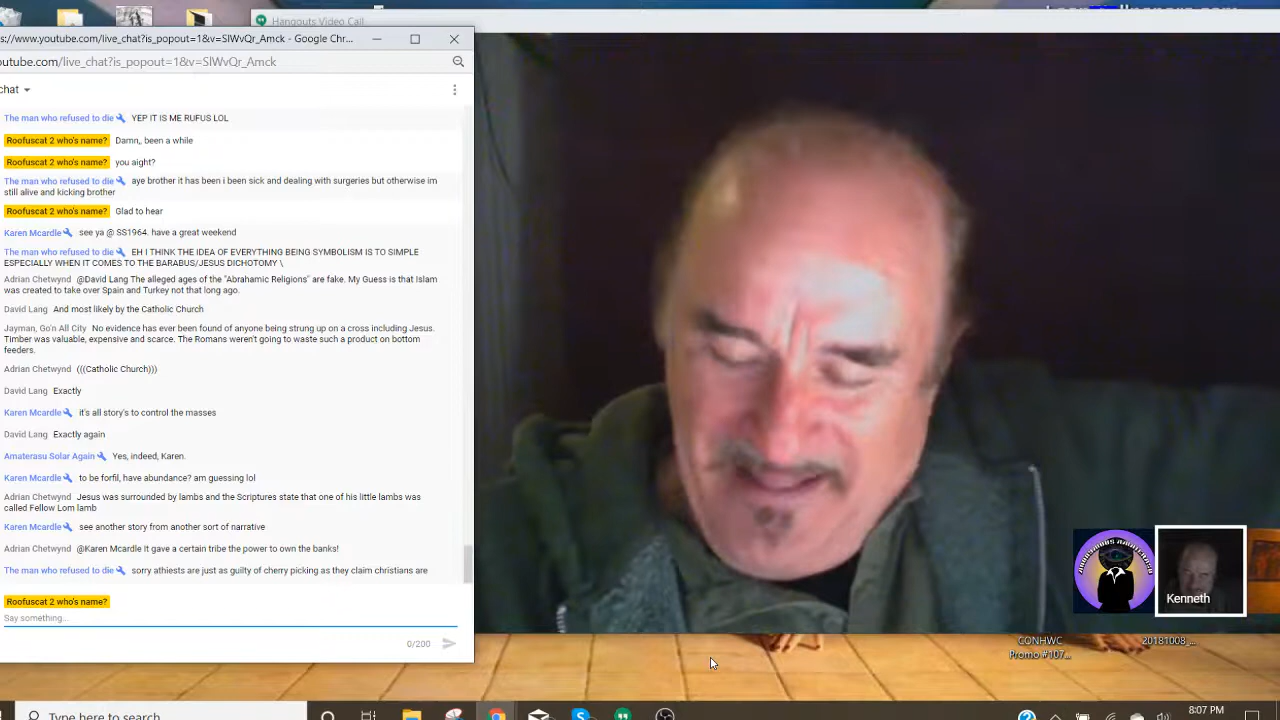 Hangouts Video Call
s://www.youtube.com/live_chat?is_popout=1&v=SlWvQr_Amck - Google Chr...
outube.com/live_chat?is_popout=1&v=SlWvQr_Amck
chat
The man who refused to die YEP IT IS ME RUFUS LOL
Roofuscat 2 who's name? Damn,, been a while
Roofuscat 2 who's name? you aight?
The man who refused to die aye brother it has been i been sick and dealing with surgeries but otherwise im
still alive and kicking brother
Roofuscat 2 who's name? Glad to hear
Karen Mcardle see ya @ SS1964. have a great weekend
The man who refused to die EH I THINK THE IDEA OF EVERYTHING BEING SYMBOLISM IS TO SIMPLE
ESPECIALLY WHEN IT COMES TO THE BARABUS/JESUS DICHOTOMY \
Adrian Chetwynd @David Lang The alleged ages of the "Abrahamic Religions" are fake. My Guess is that Islam
was created to take over Spain and Turkey not that long ago.
David Lang And most likely by the Catholic Church
Jayman, Go'n All City No evidence has ever been found of anyone being strung up on a cross including Jesus.
Timber was valuable, expensive and scarce. The Romans weren't going to waste such a product on bottom
feeders.
Adrian Chetwynd (((Catholic Church)))
David Lang Exactly
Karen Mcardle it's all story's to control the masses
David Lang Exactly again
Amaterasu Solar Again Yes, indeed, Karen.
Karen Mcardle to be forfil, have abundance? am guessing lol
Adrian Chetwynd Jesus was surrounded by lambs and the Scriptures state that one of his little lambs was
called Fellow Lom lamb
Karen Mcardle see another story from another sort of narrative
Adrian Chetwynd @Karen Mcardle It gave a certain tribe the power to own the banks!
The man who refused to die sorry athiests are just as guilty of cherry picking as they claim christians are
Roofuscat 2 who's name?
Say something...
0/200
Kenneth
CONHWC
Promo #107...
20181008_...
Type here to search
8:07 PM